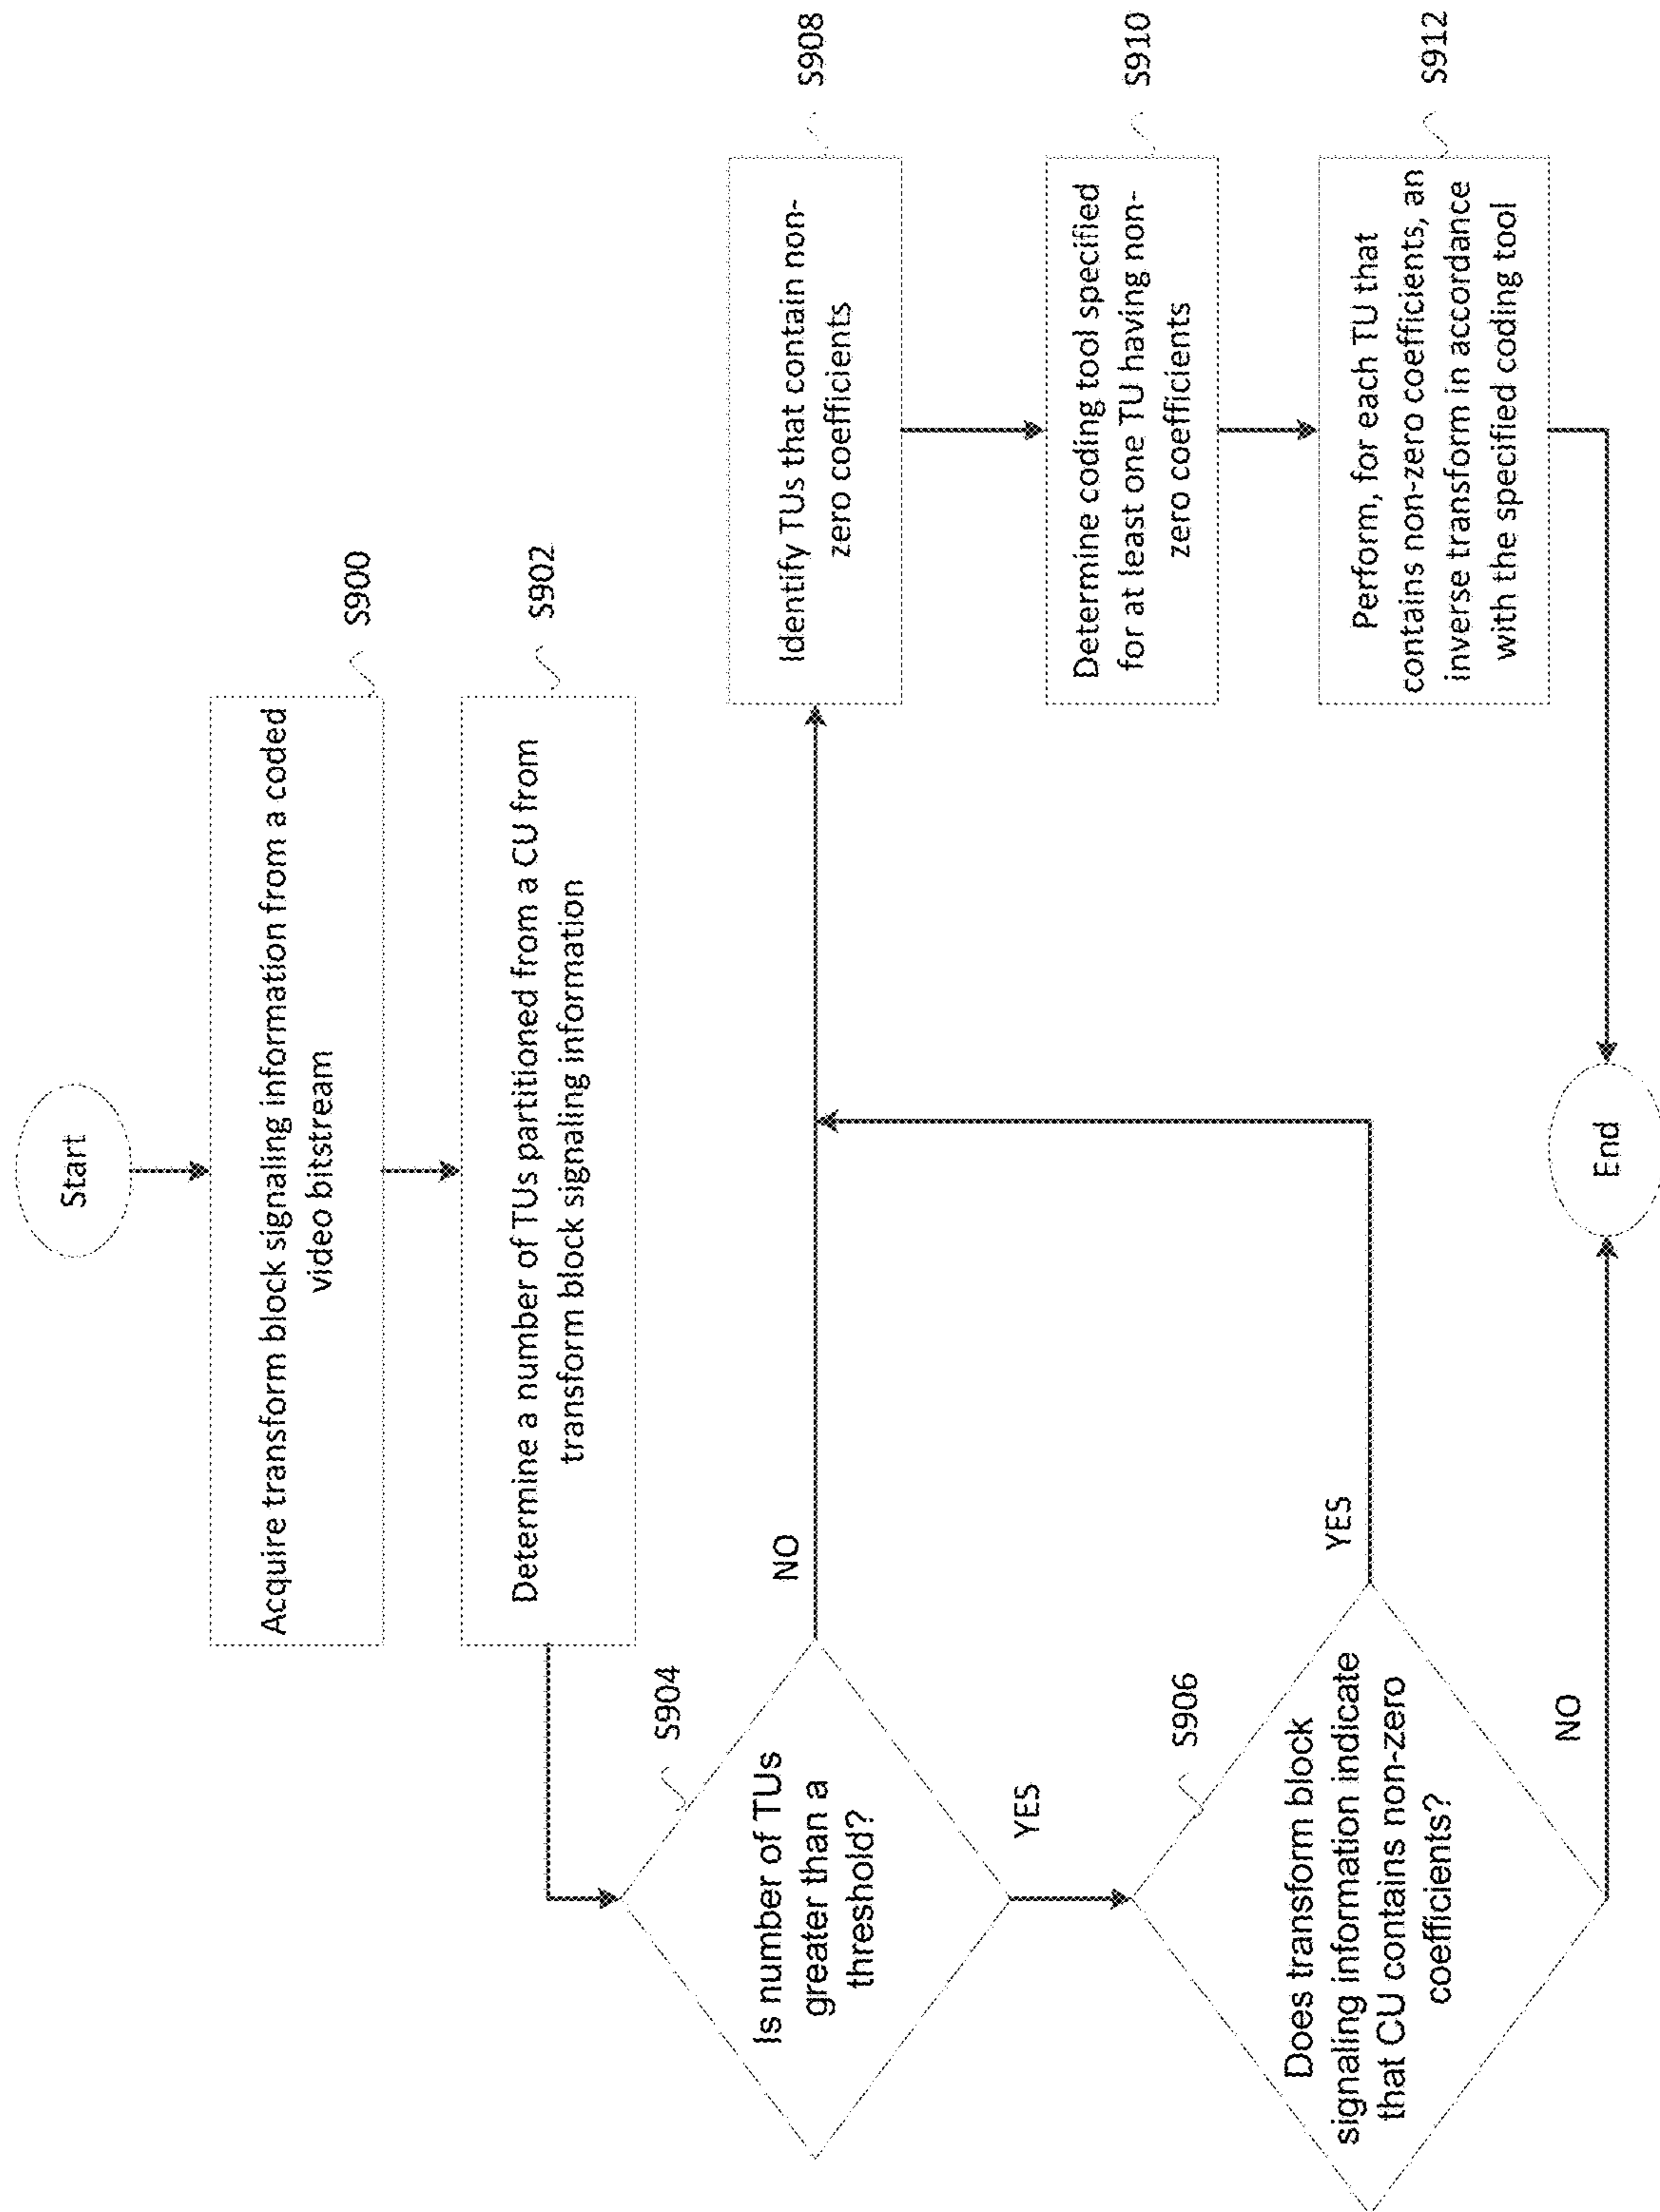 Start
Acquire transform block signaling information from a coded
video bitstream
S900
Determine a number of TUs partitioned from a CU from
transform block signaling information
S902
Is number of TUs
greater than a
threshold?
S904
NO
YES
Does transform block
signaling information indicate
that CU contains non-zero
coefficients?
S906
YES
NO
Identify TUs that contain non-
zero coefficients
S908
Determine coding tool specified
for at least one TU having non-
zero coefficients
S910
Perform, for each TU that
contains non-zero coefficients, an
inverse transform in accordance
with the specified coding tool
S912
End